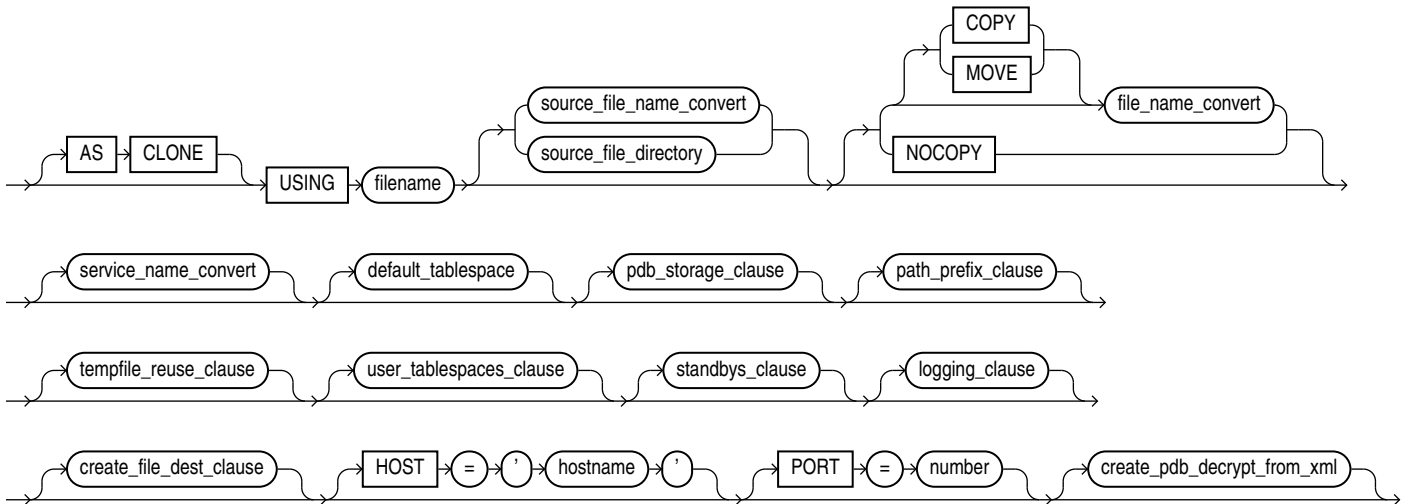 COPY
MOVE
source_file_name_convert file_name_convert
AS CLONE source_file_directory NOCOPY
USING filename
service_name_convert default_tablespace pdb_storage_clause path_prefix_clause
tempfile_reuse_clause user_tablespaces_clause standbys_clause logging_clause
create_file_dest_clause HOST = ' hostname ' PORT = number create_pdb_decrypt_from_xml